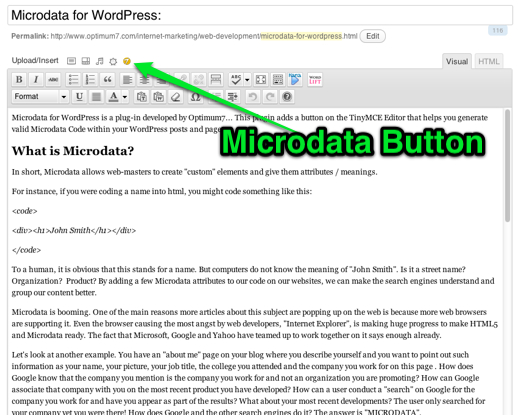 Microdata for WordPress:
116
Permalink: http://www.optimum7.com/internet-marketing/web-development/microdata-for-wordpress.html Edit
Upload/Insert
Visual HTML
B I ABC ABC WORD LIFT
Format U A
Microdata for WordPress is a plug-in developed by Optimum7... This plugin adds a button on the TinyMCE Editor that helps you generate
valid Microdata Code within your WordPress posts and
Microdata Button
What is Microdata?
In short, Microdata allows web-masters to create "custom" elements and give them attributes / meanings.
For instance, if you were coding a name into html, you might code something like this:
<code>
<div><h1>John Smith</h1></div>
</code>
To a human, it is obvious that this stands for a name. But computers do not know the meaning of "John Smith". Is it a street name?
Organization? Product? By adding a few Microdata attributes to our code on our websites, we can make the search engines understand and
group our content better.
Microdata is booming. One of the main reasons more articles about this subject are popping up on the web is because more web browsers
are supporting it. Even the browser causing the most angst by web developers, "Internet Explorer", is making huge progress to make HTML5
and Microdata ready. The fact that Microsoft, Google and Yahoo have teamed up to work together on it says enough already.
Let's look at another example. You have an "about me" page on your blog where you describe yourself and you want to point out such
information as your name, your picture, your job title, the college you attended and the company you work for on this page . How does
Google know that the company you mention is the company you work for and not an organization you are promoting? How can Google
associate that company with you on the most recent product you have developed? How can a user conduct a "search" on Google for the
company you work for and have you appear as part of the results? What about your most recent developments? The user only searched for
your company yet you were there! How does Google and the other search engines do it? The answer is "MICRODATA".